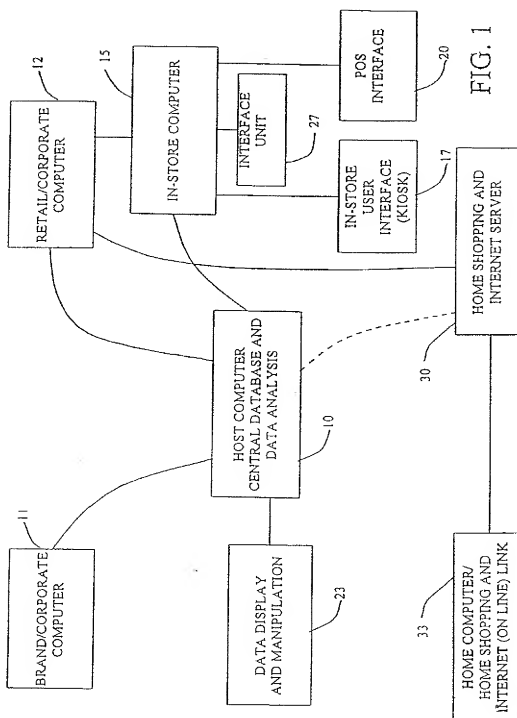 BRAND/CORPORATE
COMPUTER
11
RETAIL/CORPORATE
COMPUTER
12
IN-STORE COMPUTER
15
INTERFACE
UNIT
27
HOST COMPUTER
CENTRAL DATABASE AND
DATA ANALYSIS
10
DATA DISPLAY
AND MANIPULATION
23
IN-STORE
USER
INTERFACE
(KIOSK)
17
POS
INTERFACE
20
HOME COMPUTER/
HOME SHOPPING AND
INTERNET (ON LINE) LINK
33
HOME SHOPPING AND
INTERNET SERVER
30
FIG. 1